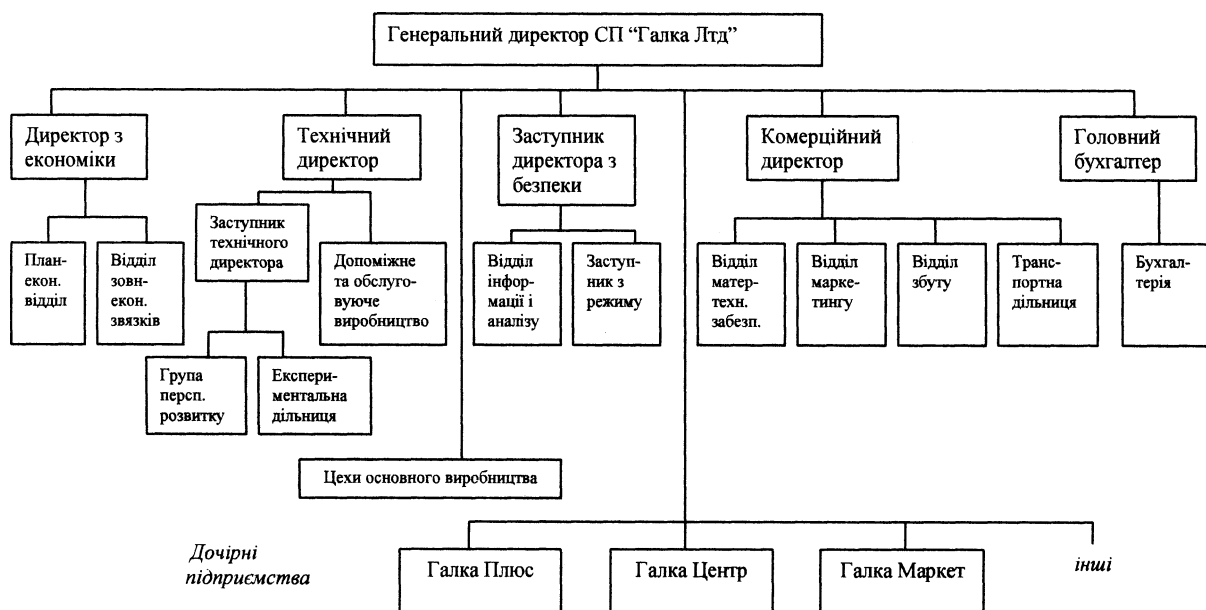 Генеральний директор СП “Галка Лтд”
Директор з
економіки
Технічний
директор
Заступник
директора з
безпеки
Комерційний
директор
Головний
бухгалтер
План-
екон.
відділ
Відділ
зовн-
екон.
звязків
Заступник
технічного
директора
Допоміжне
та обслуго-
вуюче
виробництво
Відділ
інфор-
мації і
аналізу
Заступ-
ник з
режиму
Відділ
матер-
техн.
забезп.
Відділ
марке-
тингу
Відділ
збуту
Транс-
портна
дільниця
Бухгал-
терія
Група
персп.
розвитку
Експери-
ментальна
дільниця
Цехи основного виробництва
Дочірні
підприємства
Галка Плюс
Галка Центр
Галка Маркет
інші